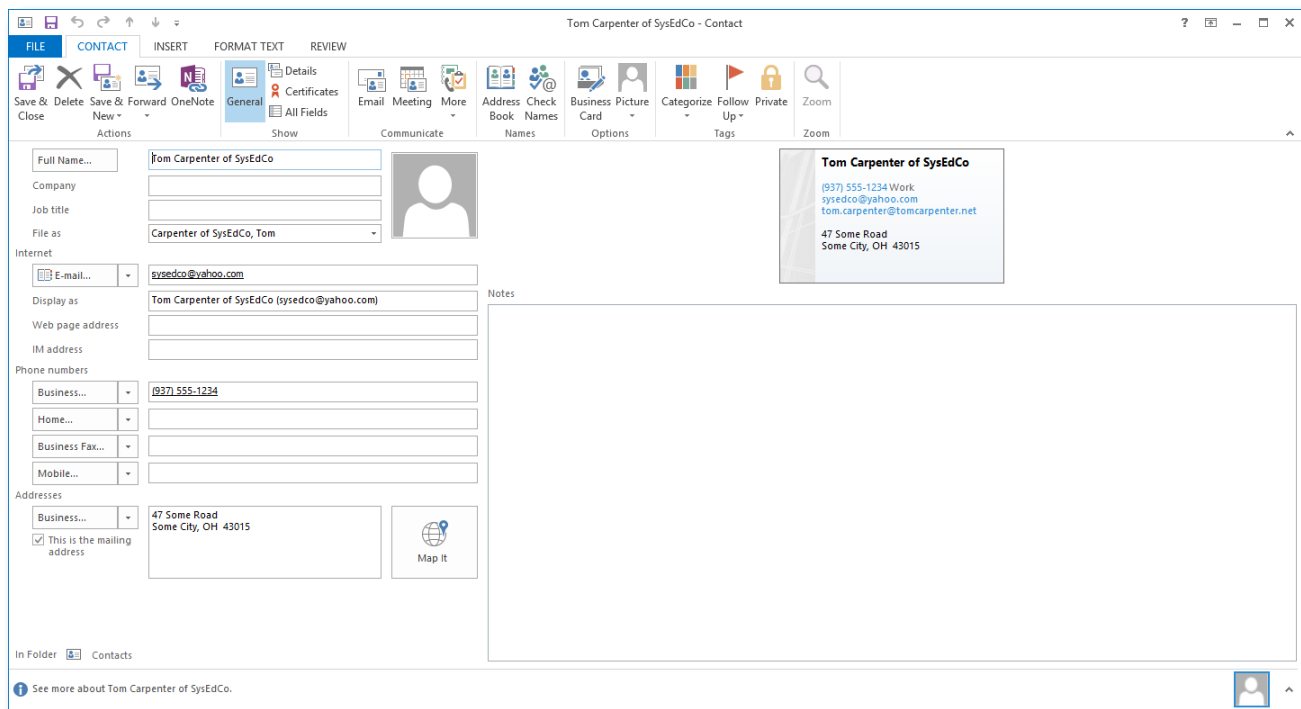 Tom Carpenter of SysEdCo - Contact
?
FILE CONTACT INSERT FORMAT TEXT REVIEW
Save & Close
Delete
Save & New
Forward
OneNote
Actions
General
Details
Certificates
All Fields
Show
Email
Meeting
More
Communicate
Address Book
Check Names
Names
Business Card
Picture
Options
Categorize
Follow Up
Private
Tags
Zoom
Zoom
Full Name... Tom Carpenter of SysEdCo
Company
Job title
File as Carpenter of SysEdCo, Tom
Internet
E-mail... sysedco@yahoo.com
Display as Tom Carpenter of SysEdCo (sysedco@yahoo.com)
Web page address
IM address
Phone numbers
Business... (937) 555-1234
Home...
Business Fax...
Mobile...
Addresses
Business... 47 Some Road
Some City, OH 43015
This is the mailing
address
Map It
In Folder Contacts
Tom Carpenter of SysEdCo
(937) 555-1234 Work
sysedco@yahoo.com
tom.carpenter@tomcarpenter.net
47 Some Road
Some City, OH 43015
Notes
See more about Tom Carpenter of SysEdCo.